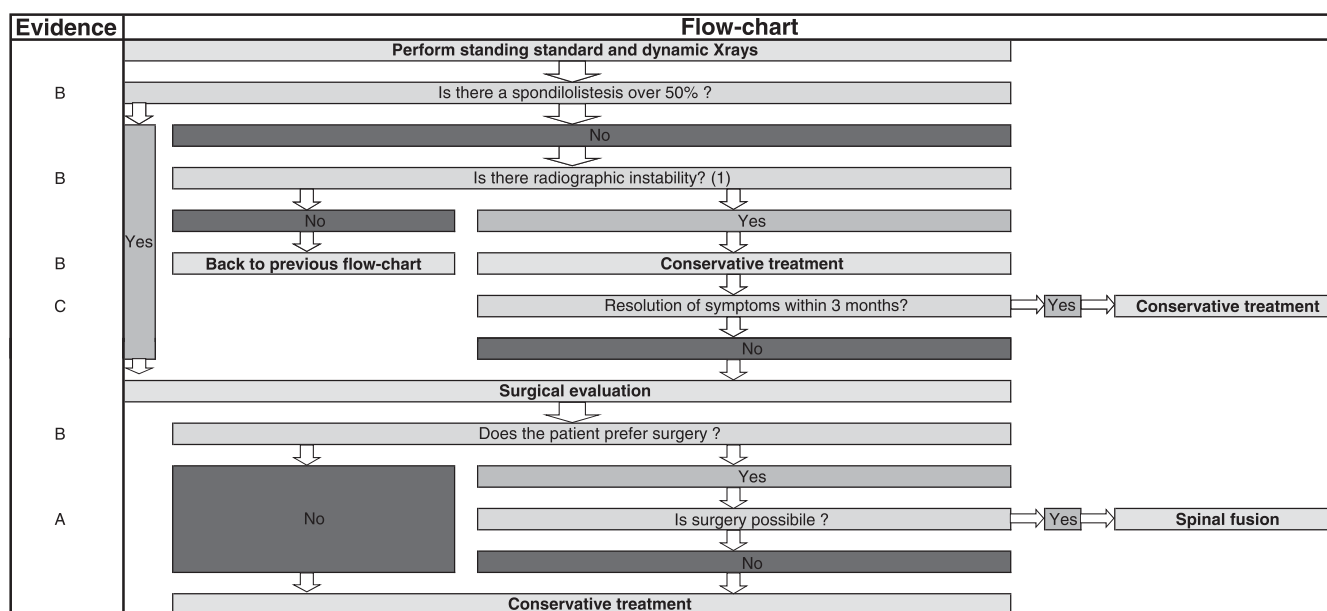 Evidence Flow-chart
Perform standing standard and dynamic Xrays
B Is there a spondilolistesis over 50% ?
No
B Is there radiographic instability? (1)
No Yes
Yes
B Back to previous flow-chart Conservative treatment
C Resolution of symptoms within 3 months? Yes Conservative treatment
No
Surgical evaluation
B Does the patient prefer surgery ?
Yes
A No Is surgery possibile ? Yes Spinal fusion
No
Conservative treatment